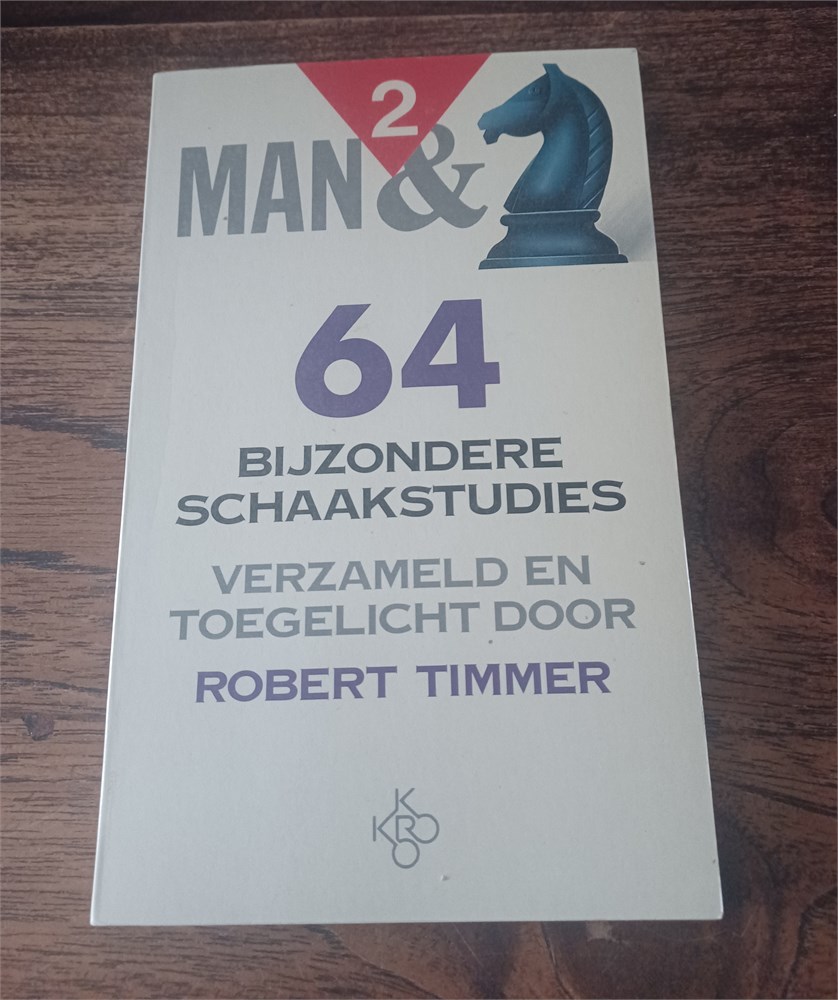 2
MAN &
64
BIJZONDERE
SCHAAKSTUDIES
VERZAMELD EN
TOEGELICHT DOOR
ROBERT TIMMER
K
KRO
O